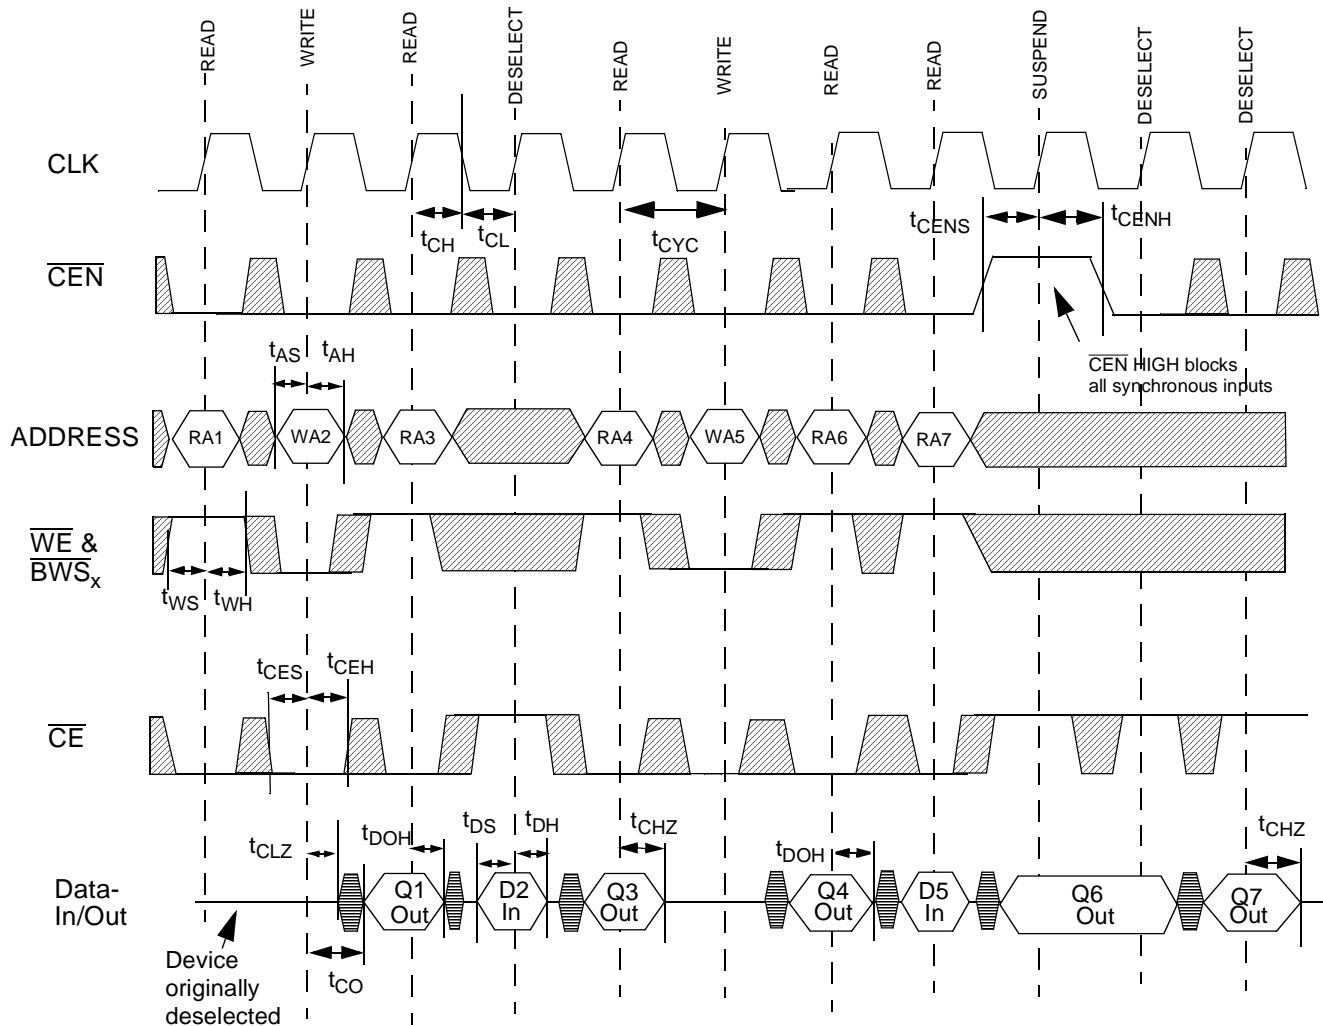 READ WRITE READ DESELECT READ WRITE READ READ SUSPEND DESELECT DESELECT
CLK
tCH tCL tCYC tCENS tCENH
CEN
tAS tAH
CEN HIGH blocks
all synchronous inputs
ADDRESS RA1 WA2 RA3 RA4 WA5 RA6 RA7
WE &
BWSx
tWS tWH
tCES tCEH
CE
tCLZ tDOH tDS tDH tCHZ tDOH tCHZ
Data-
In/Out
Q1
Out
D2
In
Q3
Out
Q4
Out
D5
In
Q6
Out
Q7
Out
tCO
Device
originally
deselected